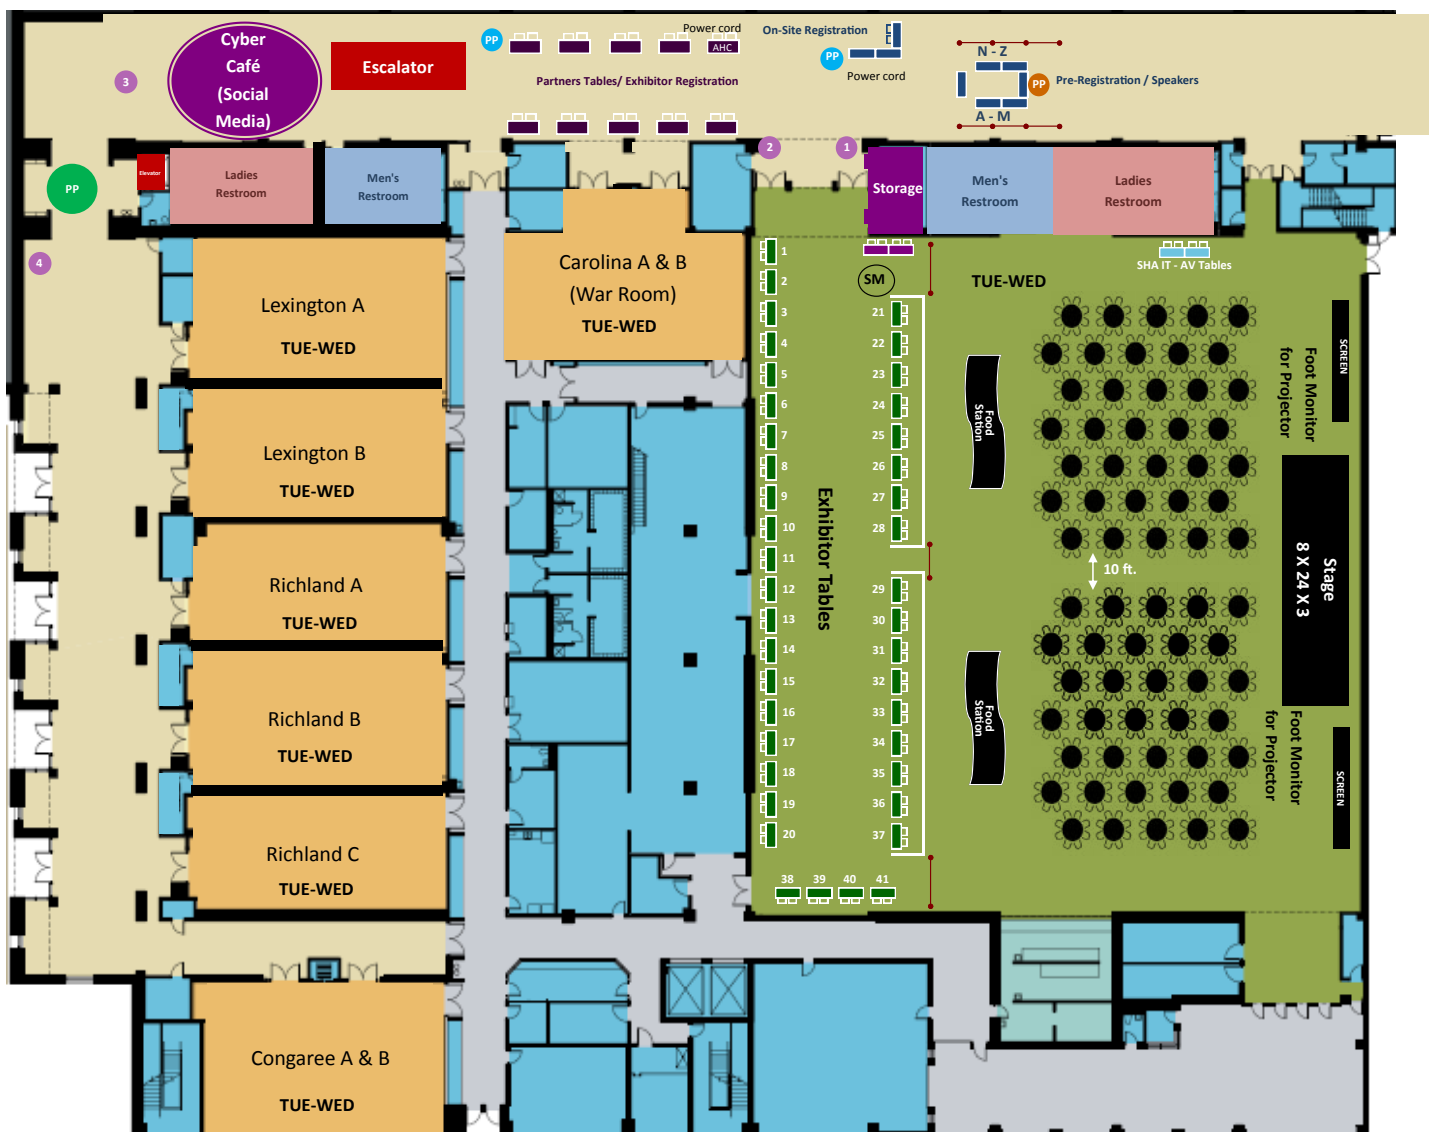 Cyber
Café
(Social
Media)
Escalator
3
PP
Power cord
AHC
Partners Tables/ Exhibitor Registration
On-Site Registration
PP
Power cord
N - Z
PP
Pre-Registration / Speakers
A - M
2
1
PP
Elevator
Ladies
Restroom
Men's
Restroom
Storage
Men's
Restroom
Ladies
Restroom
4
Lexington A
TUE-WED
Lexington B
TUE-WED
Richland A
TUE-WED
Richland B
TUE-WED
Richland C
TUE-WED
Congaree A & B
TUE-WED
Carolina A & B
(War Room)
TUE-WED
1
2
3
4
5
6
7
8
9
10
11
12
13
14
15
16
17
18
19
20
Exhibitor Tables
SM
21
22
23
24
25
26
27
28
29
30
31
32
33
34
35
36
37
38
39
40
41
TUE-WED
SHA IT - AV Tables
Food
Station
Food
Station
10 ft.
SCREEN
Foot Monitor
for Projector
Stage
8 X 24 X 3
Foot Monitor
for Projector
SCREEN